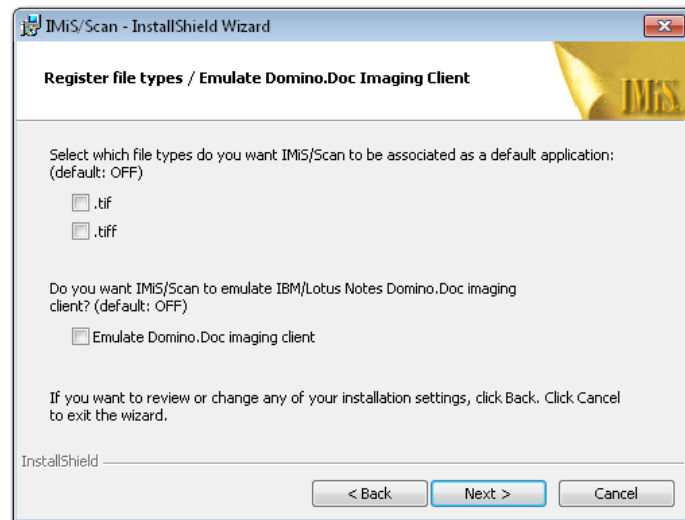 IMiS/Scan - InstallShield Wizard
Register file types / Emulate Domino.Doc Imaging Client
IMiS
Select which file types do you want IMiS/Scan to be associated as a default application:
(default: OFF)
.tif
.tiff
Do you want IMiS/Scan to emulate IBM/Lotus Notes Domino.Doc imaging
client? (default: OFF)
Emulate Domino.Doc imaging client
If you want to review or change any of your installation settings, click Back. Click Cancel
to exit the wizard.
InstallShield
< Back
Next >
Cancel